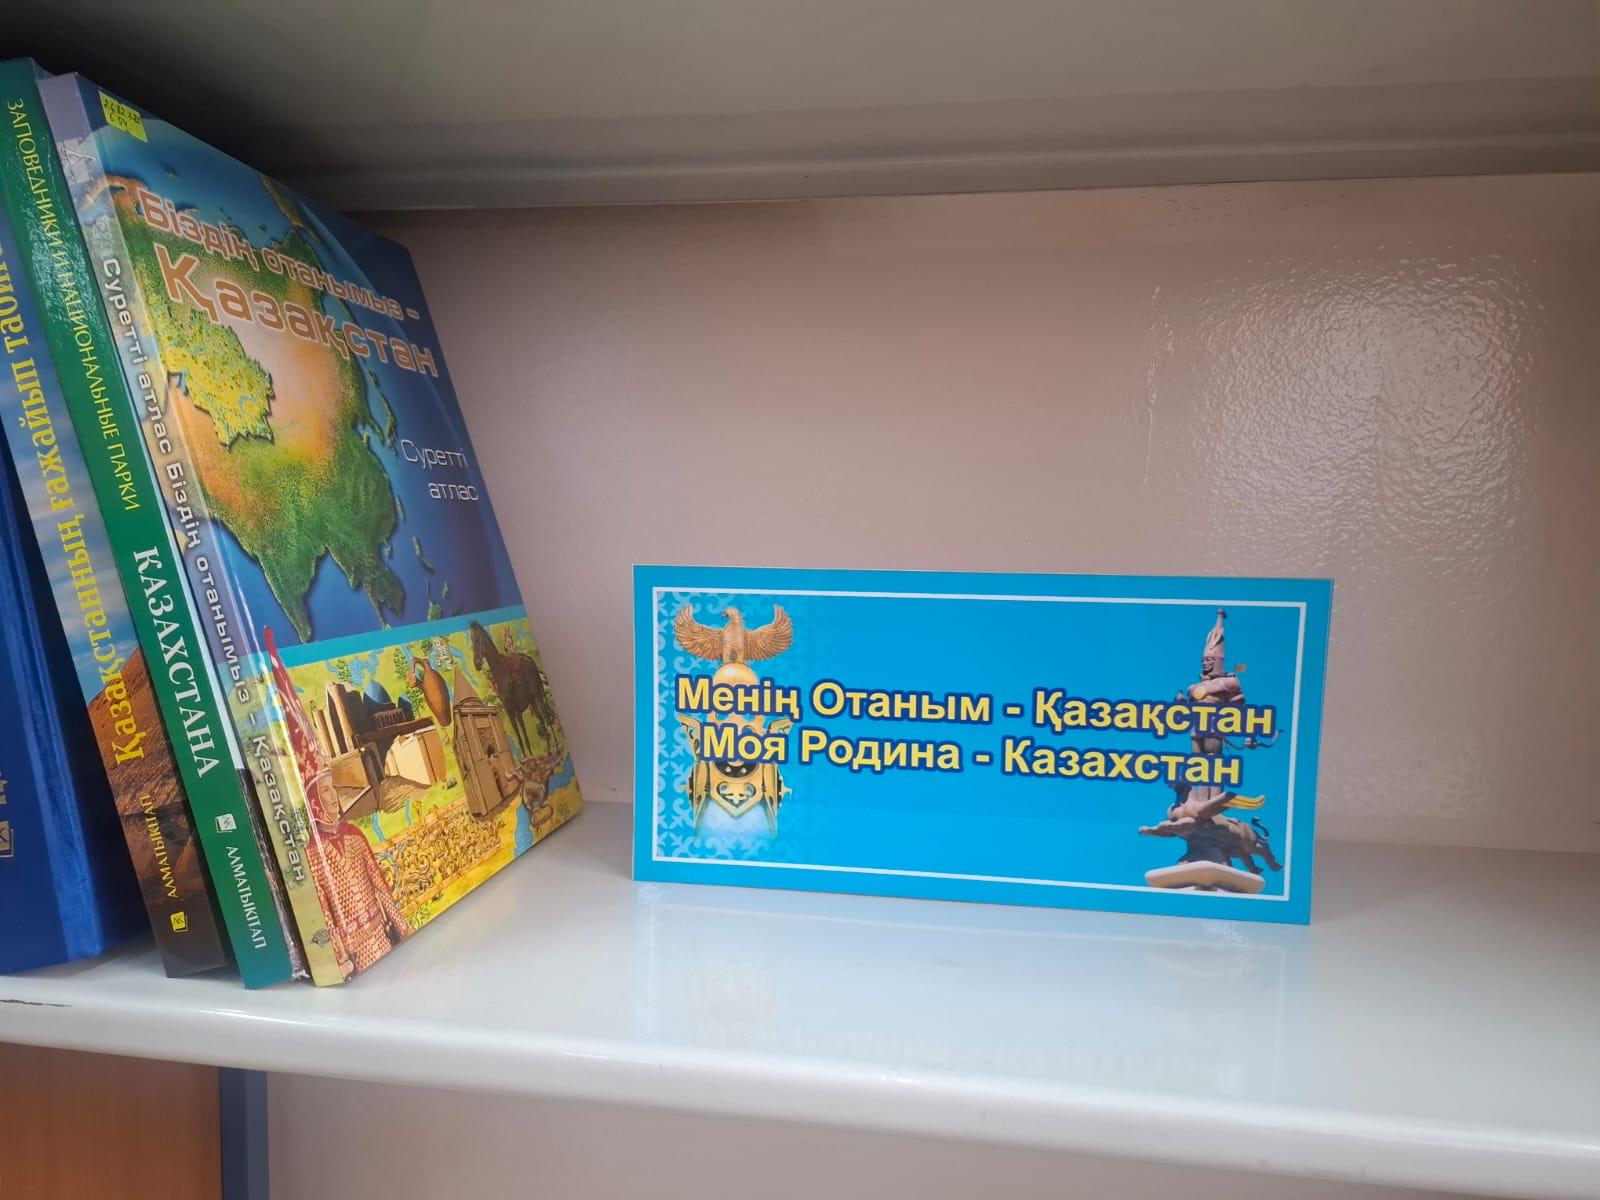 Қазақстанның ғажайып
АЛМАТЫКІТАП
ЗАПОВЕДНИКИ И НАЦИОНАЛЬНЫЕ ПАРКИ
КАЗАХСТАНА
АЛМАТЫКІТАП
Суретті атлас Біздің отанымыз - Қазақстан
Біздің отанымыз -
Қазақстан
Суретті
атлас
Менің Отаным - Қазақстан
Моя Родина - Казахстан